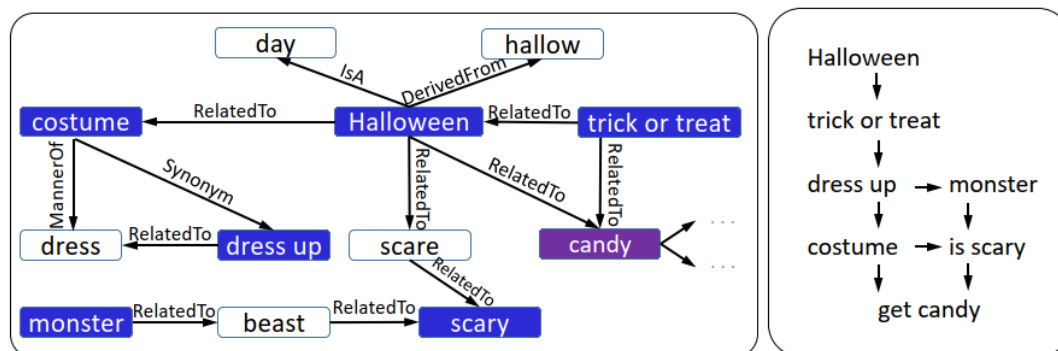 day
hallow
IsA
DerivedFrom
costume
RelatedTo
Halloween
RelatedTo
trick or treat
MannerOf
Synonym
RelatedTo
RelatedTo
RelatedTo
dress
RelatedTo
dress up
scare
candy
...
...
RelatedTo
monster
RelatedTo
beast
RelatedTo
scary
Halloween
trick or treat
dress up
monster
costume
is scary
get candy